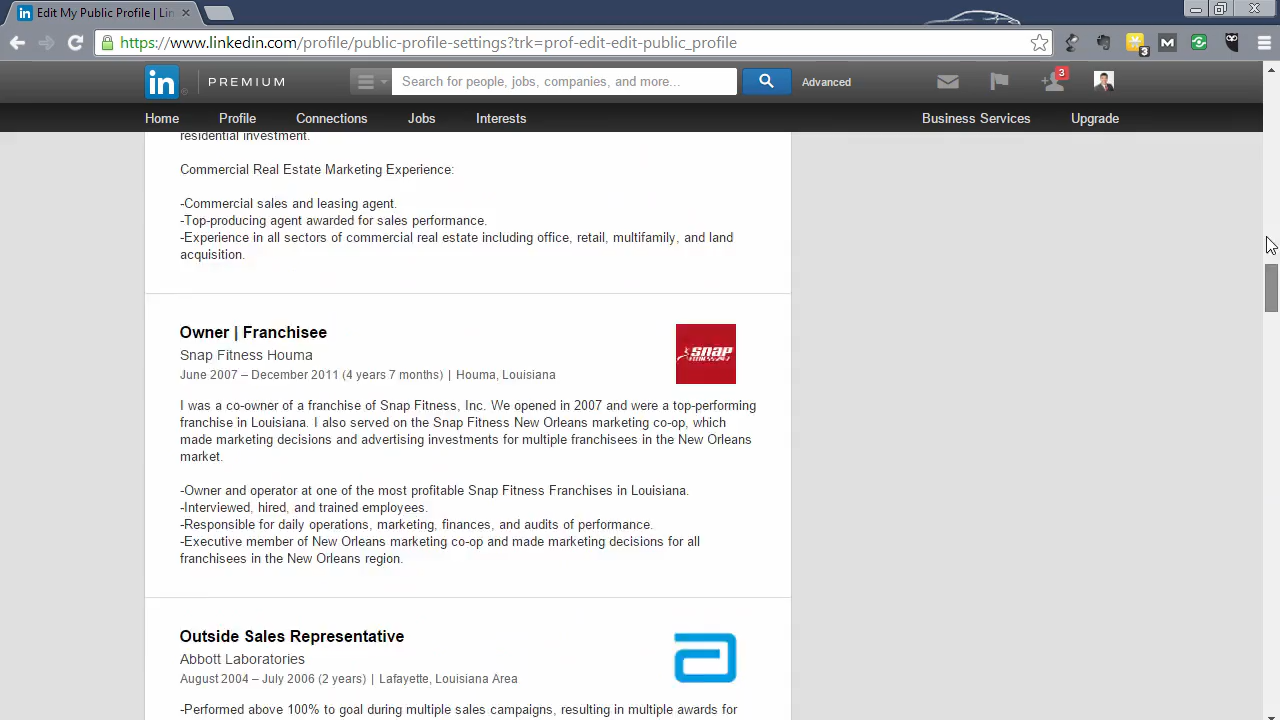 Edit My Public Profile | Lin
https://www.linkedin.com/profile/public-profile-settings?trk=prof-edit-edit-public_profile
3
M
in
PREMIUM
Search for people, jobs, companies, and more...
Advanced
3
Home
Profile
Connections
Jobs
Interests
Business Services
Upgrade
residential investment.
Commercial Real Estate Marketing Experience:
-Commercial sales and leasing agent.
-Top-producing agent awarded for sales performance.
-Experience in all sectors of commercial real estate including office, retail, multifamily, and land
acquisition.
Owner | Franchisee
Snap Fitness Houma
June 2007 – December 2011 (4 years 7 months) | Houma, Louisiana
snap
I was a co-owner of a franchise of Snap Fitness, Inc. We opened in 2007 and were a top-performing
franchise in Louisiana. I also served on the Snap Fitness New Orleans marketing co-op, which
made marketing decisions and advertising investments for multiple franchisees in the New Orleans
market.
-Owner and operator at one of the most profitable Snap Fitness Franchises in Louisiana.
-Interviewed, hired, and trained employees.
-Responsible for daily operations, marketing, finances, and audits of performance.
-Executive member of New Orleans marketing co-op and made marketing decisions for all
franchisees in the New Orleans region.
Outside Sales Representative
Abbott Laboratories
August 2004 – July 2006 (2 years) | Lafayette, Louisiana Area
-Performed above 100% to goal during multiple sales campaigns, resulting in multiple awards for